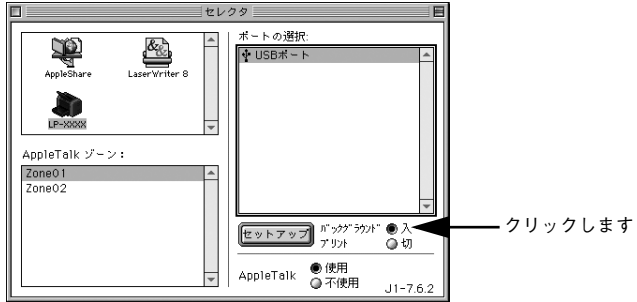 セレクタ
AppleShare
LaserWriter 8
LP-XXXX
AppleTalk ゾーン：
Zone01
Zone02
ポートの選択:
USBポート
セットアップ
ﾊﾞｯｸｸﾞﾗｳﾝﾄﾞ
ﾌﾟﾘﾝﾄ
入
切
クリックします
AppleTalk
使用
不使用
J1-7.6.2